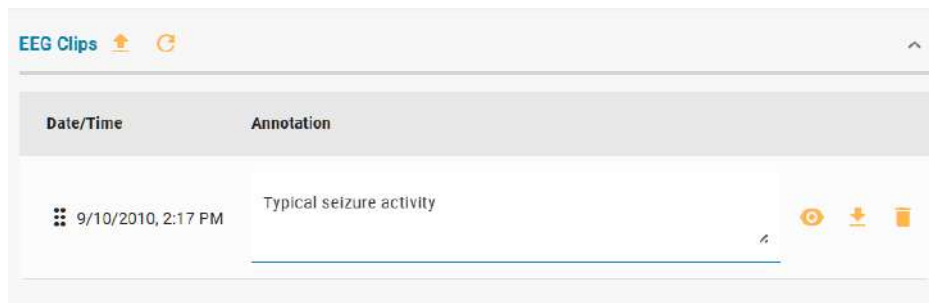 EEG Clips
Date/Time Annotation
9/10/2010, 2:17 PM Typical seizure activity